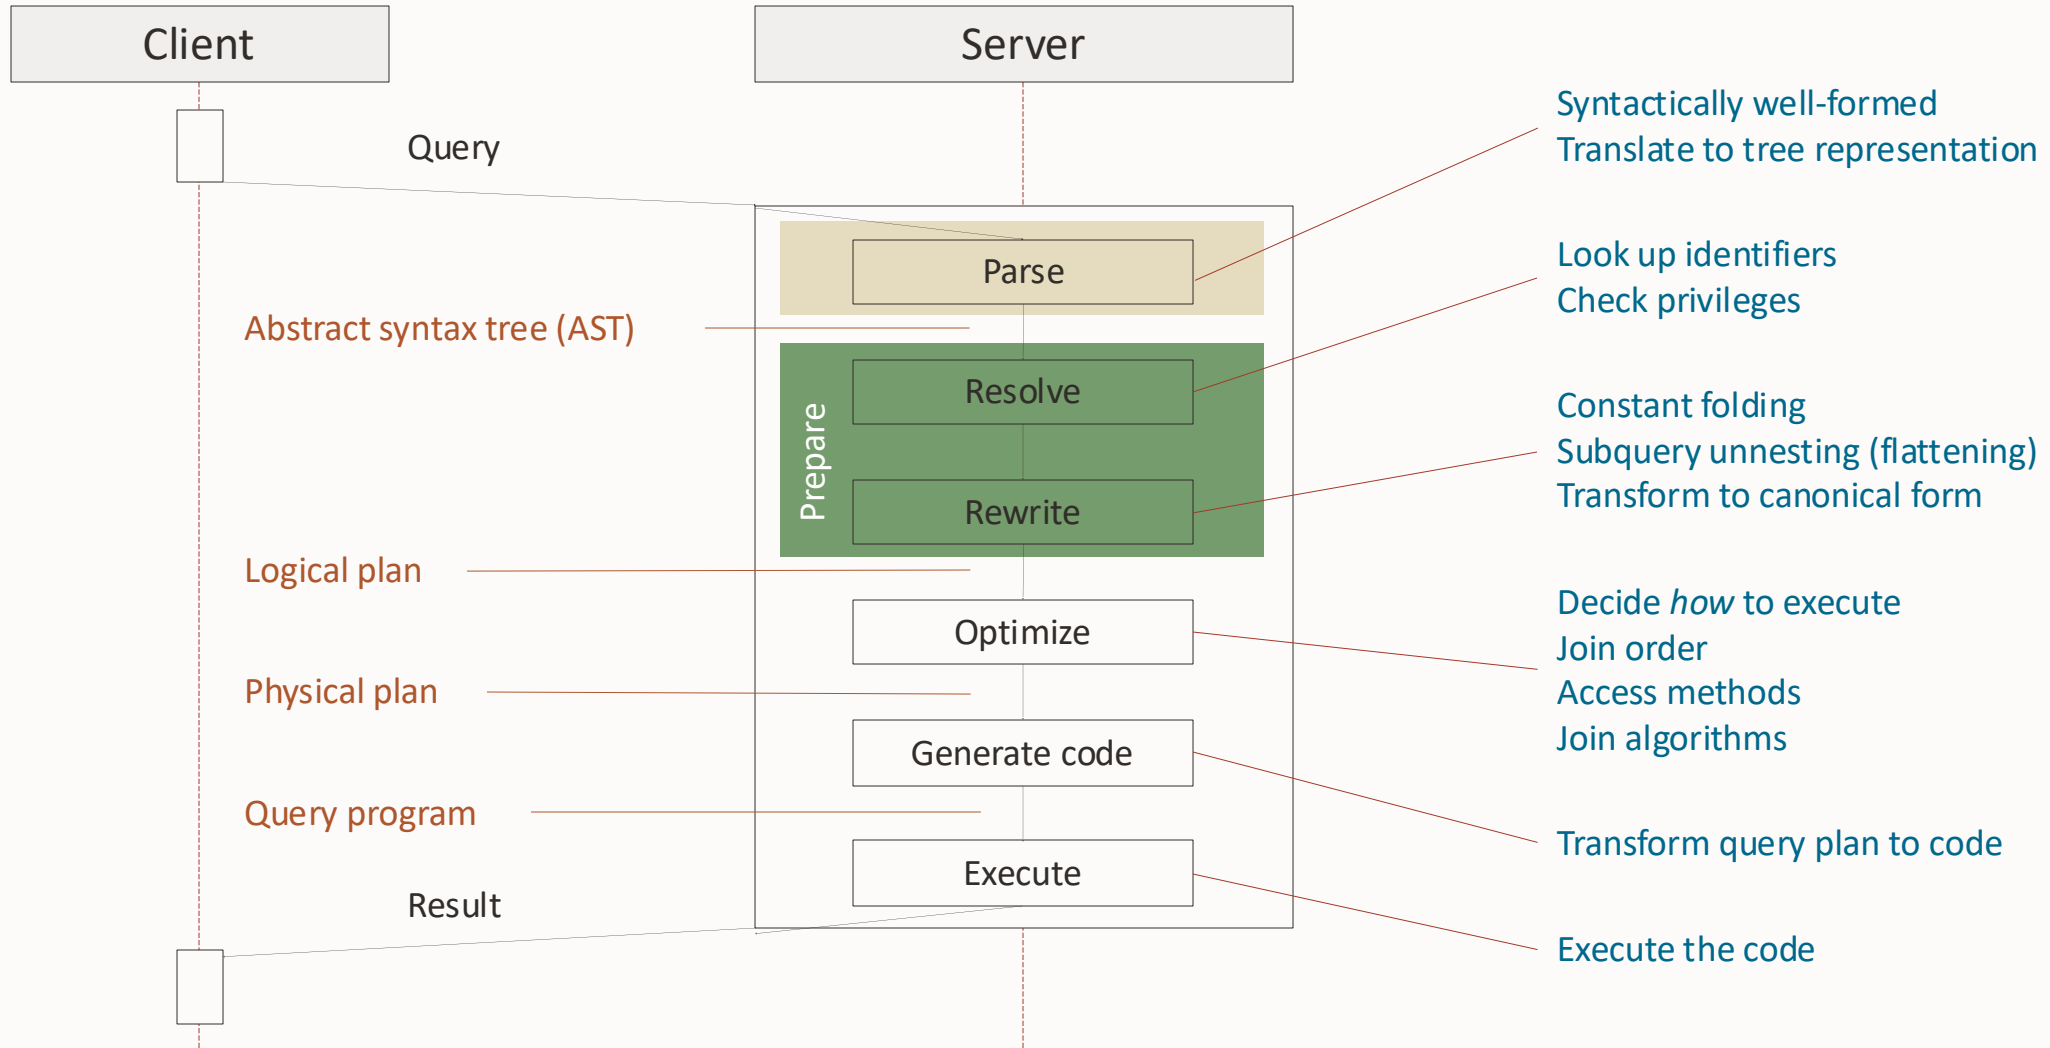 Client
Server
Query
Syntactically well-formed
Translate to tree representation
Parse
Look up identifiers
Check privileges
Abstract syntax tree (AST)
Prepare
Resolve
Constant folding
Subquery unnesting (flattening)
Transform to canonical form
Rewrite
Logical plan
Decide how to execute
Join order
Access methods
Join algorithms
Optimize
Physical plan
Generate code
Transform query plan to code
Query program
Execute
Execute the code
Result